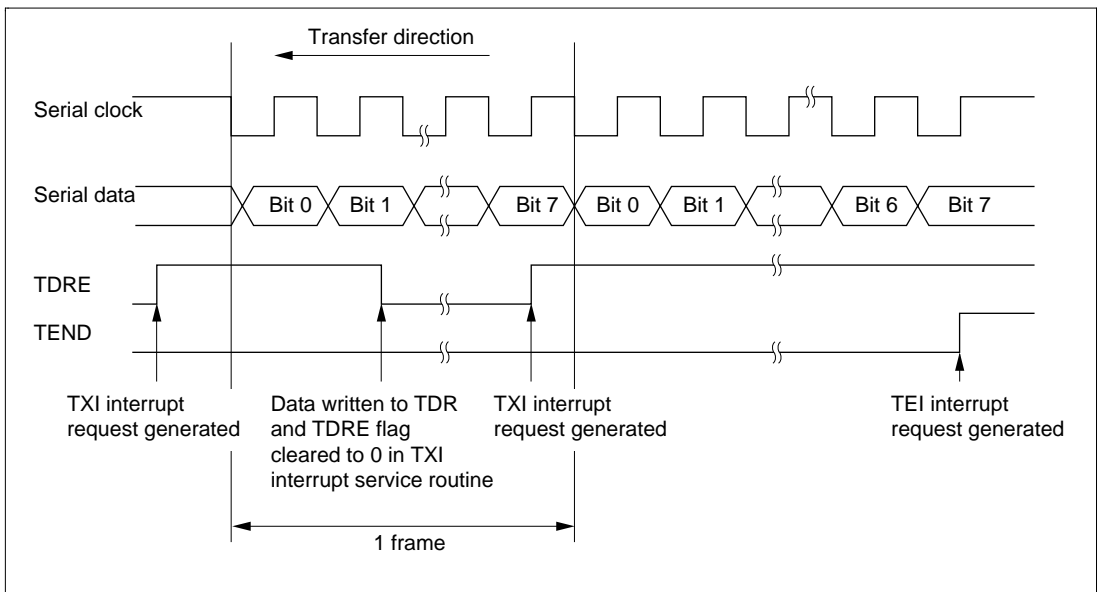 Transfer direction
Serial clock
Serial data
Bit 0
Bit 1
Bit 7
Bit 0
Bit 1
Bit 6
Bit 7
TDRE
TEND
TXI interrupt
request generated
Data written to TDR
and TDRE flag
cleared to 0 in TXI
interrupt service routine
TXI interrupt
request generated
TEI interrupt
request generated
1 frame